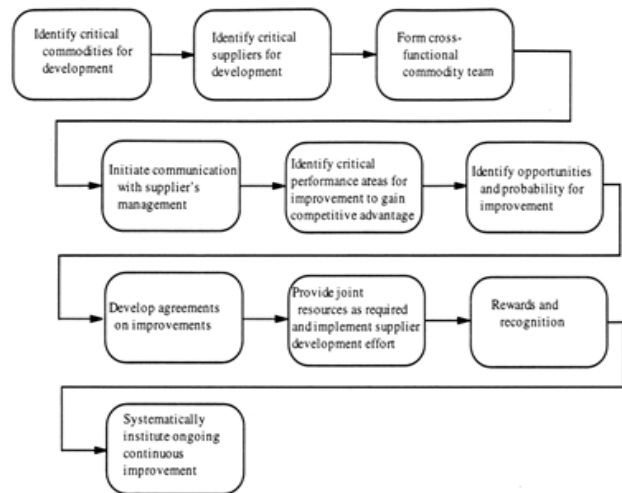 Identify critical
commodities for
development
Identify critical
suppliers for
development
Form cross-
functional
commodity team
Initiate communication
with supplier's
management
Identify critical
performance areas for
improvement to gain
competitive advantage
Identify opportunities
and probability for
improvement
Develop agreements
on improvements
Provide joint
resources as required
and implement supplier
development effort
Rewards and
recognition
Systematically
institute ongoing
continuous
improvement